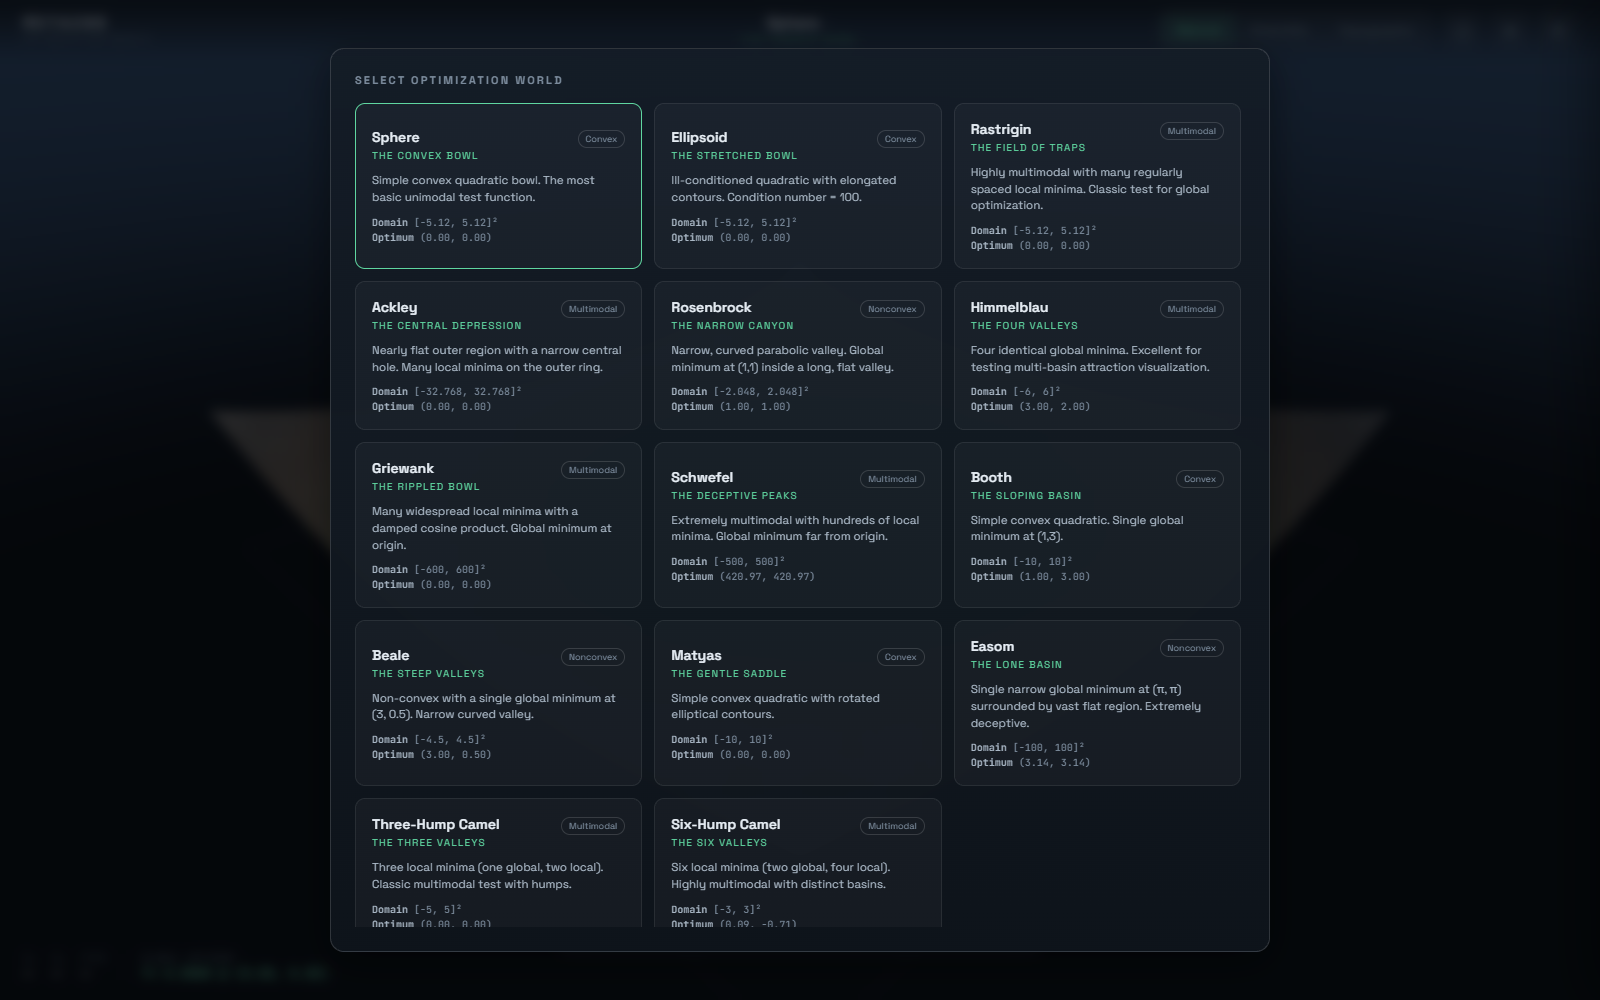 SELECT OPTIMIZATION WORLD
Sphere
Convex
THE CONVEX BOWL
Simple convex quadratic bowl. The most
basic unimodal test function.
Domain [-5.12, 5.12]²
Optimum (0.00, 0.00)
Ellipsoid
Convex
THE STRETCHED BOWL
Ill-conditioned quadratic with elongated
contours. Condition number = 100.
Domain [-5.12, 5.12]²
Optimum (0.00, 0.00)
Rastrigin
Multimodal
THE FIELD OF TRAPS
Highly multimodal with many regularly
spaced local minima. Classic test for global
optimization.
Domain [-5.12, 5.12]²
Optimum (0.00, 0.00)
Ackley
Multimodal
THE CENTRAL DEPRESSION
Nearly flat outer region with a narrow central
hole. Many local minima on the outer ring.
Domain [-32.768, 32.768]²
Optimum (0.00, 0.00)
Rosenbrock
Nonconvex
THE NARROW CANYON
Narrow, curved parabolic valley. Global
minimum at (1,1) inside a long, flat valley.
Domain [-2.048, 2.048]²
Optimum (1.00, 1.00)
Himmelblau
Multimodal
THE FOUR VALLEYS
Four identical global minima. Excellent for
testing multi-basin attraction visualization.
Domain [-6, 6]²
Optimum (3.00, 2.00)
Griewank
Multimodal
THE RIPPLED BOWL
Many widespread local minima with a
damped cosine product. Global minimum at
origin.
Domain [-600, 600]²
Optimum (0.00, 0.00)
Schwefel
Multimodal
THE DECEPTIVE PEAKS
Extremely multimodal with hundreds of local
minima. Global minimum far from origin.
Domain [-500, 500]²
Optimum (420.97, 420.97)
Booth
Convex
THE SLOPING BASIN
Simple convex quadratic. Single global
minimum at (1,3).
Domain [-10, 10]²
Optimum (1.00, 3.00)
Beale
Nonconvex
THE STEEP VALLEYS
Non-convex with a single global minimum at
(3, 0.5). Narrow curved valley.
Domain [-4.5, 4.5]²
Optimum (3.00, 0.50)
Matyas
Convex
THE GENTLE SADDLE
Simple convex quadratic with rotated
elliptical contours.
Domain [-10, 10]²
Optimum (0.00, 0.00)
Easom
Nonconvex
THE LONE BASIN
Single narrow global minimum at (π, π)
surrounded by vast flat region. Extremely
deceptive.
Domain [-100, 100]²
Optimum (3.14, 3.14)
Three-Hump Camel
Multimodal
THE THREE VALLEYS
Three local minima (one global, two local).
Classic multimodal test with humps.
Domain [-5, 5]²
Optimum (0.00, 0.00)
Six-Hump Camel
Multimodal
THE SIX VALLEYS
Six local minima (two global, four local).
Highly multimodal with distinct basins.
Domain [-3, 3]²
Optimum (0.09, -0.71)